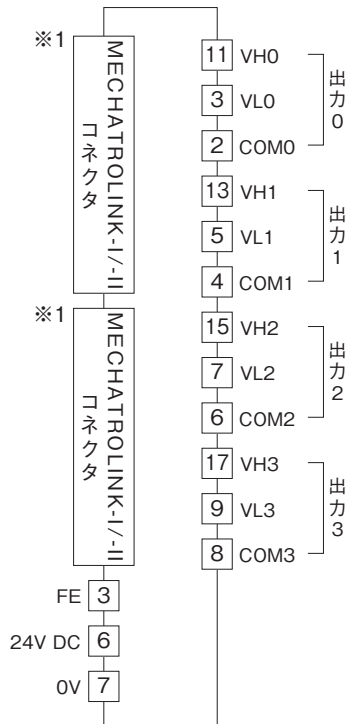 ※1
MECHATROLINK-I/-II
コネクタ
※1
MECHATROLINK-I/-II
コネクタ
FE 3
24V DC 6
0V 7
11 VH0
3 VL0
2 COM0
出力0
13 VH1
5 VL1
4 COM1
出力1
15 VH2
7 VL2
6 COM2
出力2
17 VH3
9 VL3
8 COM3
出力3